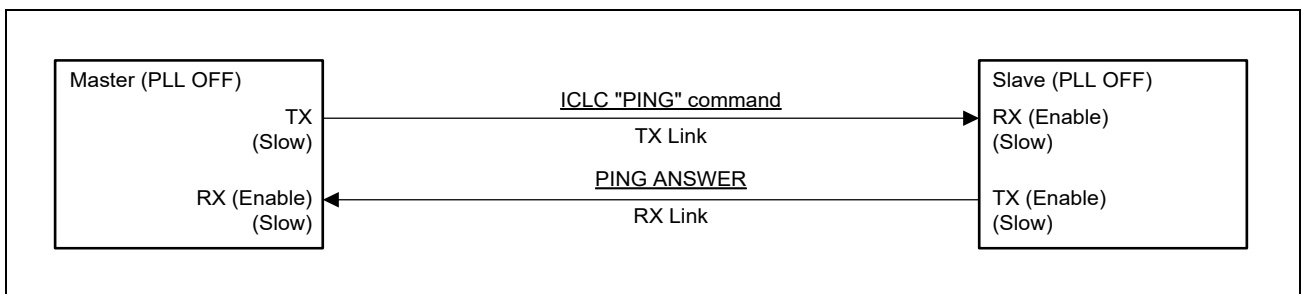 Master (PLL OFF)
TX
(Slow)
RX (Enable)
(Slow)
ICLC "PING" command
TX Link
PING ANSWER
RX Link
Slave (PLL OFF)
RX (Enable)
(Slow)
TX (Enable)
(Slow)